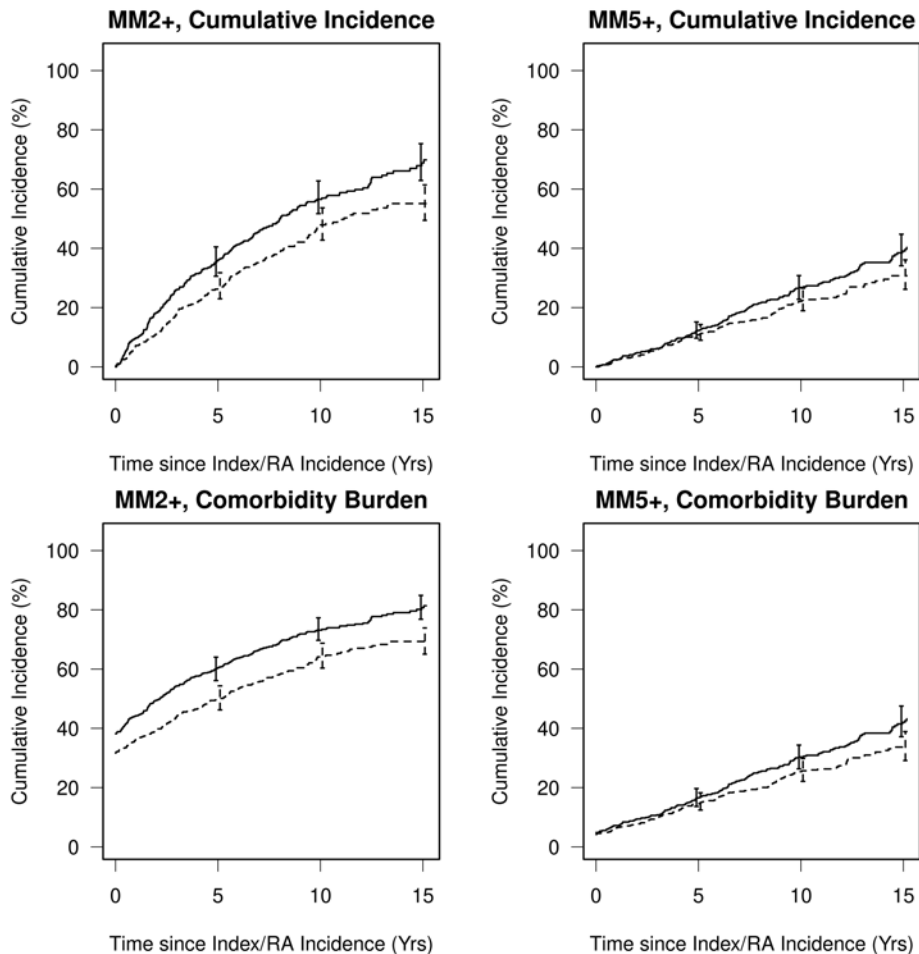 MM2+, Cumulative Incidence
Cumulative Incidence (%)
100
80
60
40
20
0
0 5 10 15
Time since Index/RA Incidence (Yrs)
MM5+, Cumulative Incidence
Cumulative Incidence (%)
100
80
60
40
20
0
0 5 10 15
Time since Index/RA Incidence (Yrs)
MM2+, Comorbidity Burden
Cumulative Incidence (%)
100
80
60
40
20
0
0 5 10 15
Time since Index/RA Incidence (Yrs)
MM5+, Comorbidity Burden
Cumulative Incidence (%)
100
80
60
40
20
0
0 5 10 15
Time since Index/RA Incidence (Yrs)